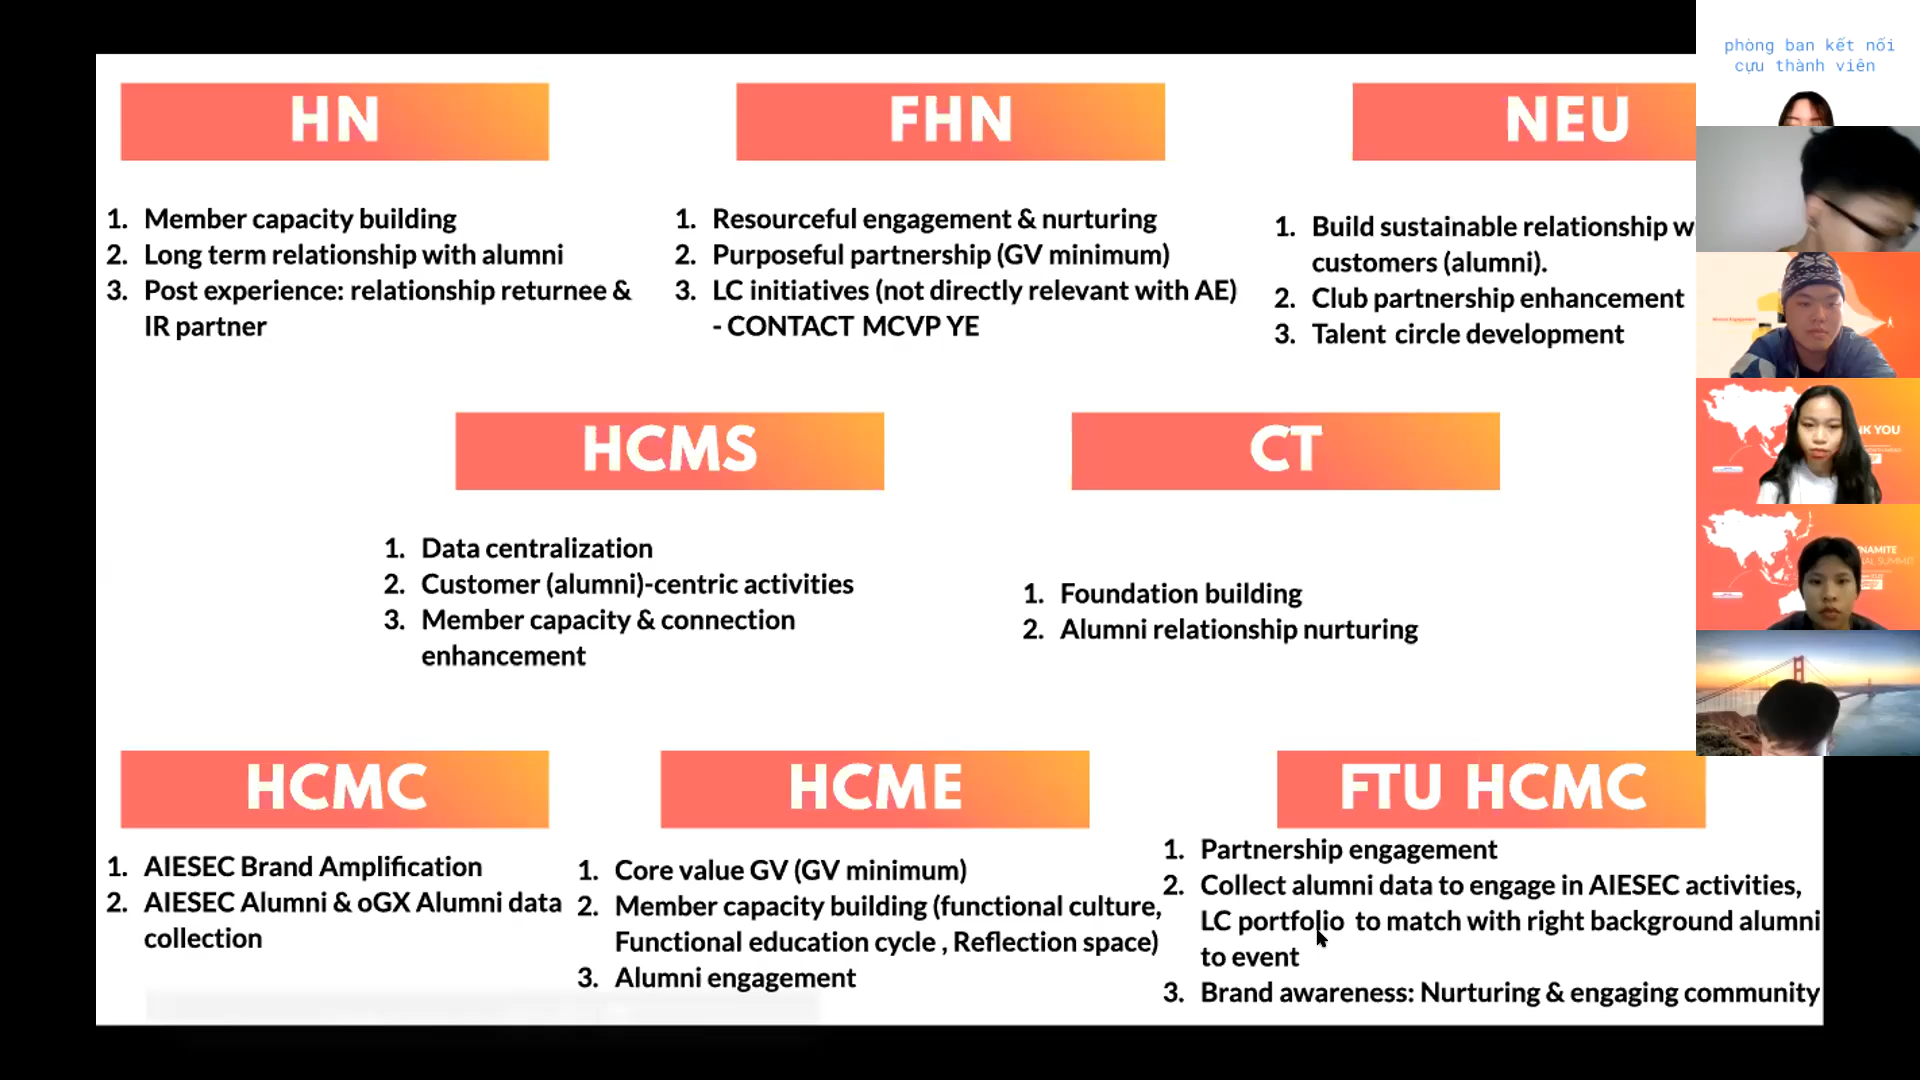 HN
1. Member capacity building
2. Long term relationship with alumni
3. Post experience: relationship returnee &
IR partner
FHN
1. Resourceful engagement & nurturing
2. Purposeful partnership (GV minimum)
3. LC initiatives (not directly relevant with AE)
- CONTACT MCVP YE
NEU
1. Build sustainable relationship w
customers (alumni).
2. Club partnership enhancement
3. Talent circle development
HCMS
1. Data centralization
2. Customer (alumni)-centric activities
3. Member capacity & connection
enhancement
CT
1. Foundation building
2. Alumni relationship nurturing
HCMC
1. AIESEC Brand Amplification
2. AIESEC Alumni & oGX Alumni data
collection
HCME
1. Core value GV (GV minimum)
2. Member capacity building (functional culture,
Functional education cycle , Reflection space)
3. Alumni engagement
FTU HCMC
1. Partnership engagement
2. Collect alumni data to engage in AIESEC activities,
LC portfolio to match with right background alumni
to event
3. Brand awareness: Nurturing & engaging community
phòng ban kết nối
cựu thành viên
NK YOU
NAMITE
AL SUMMIT